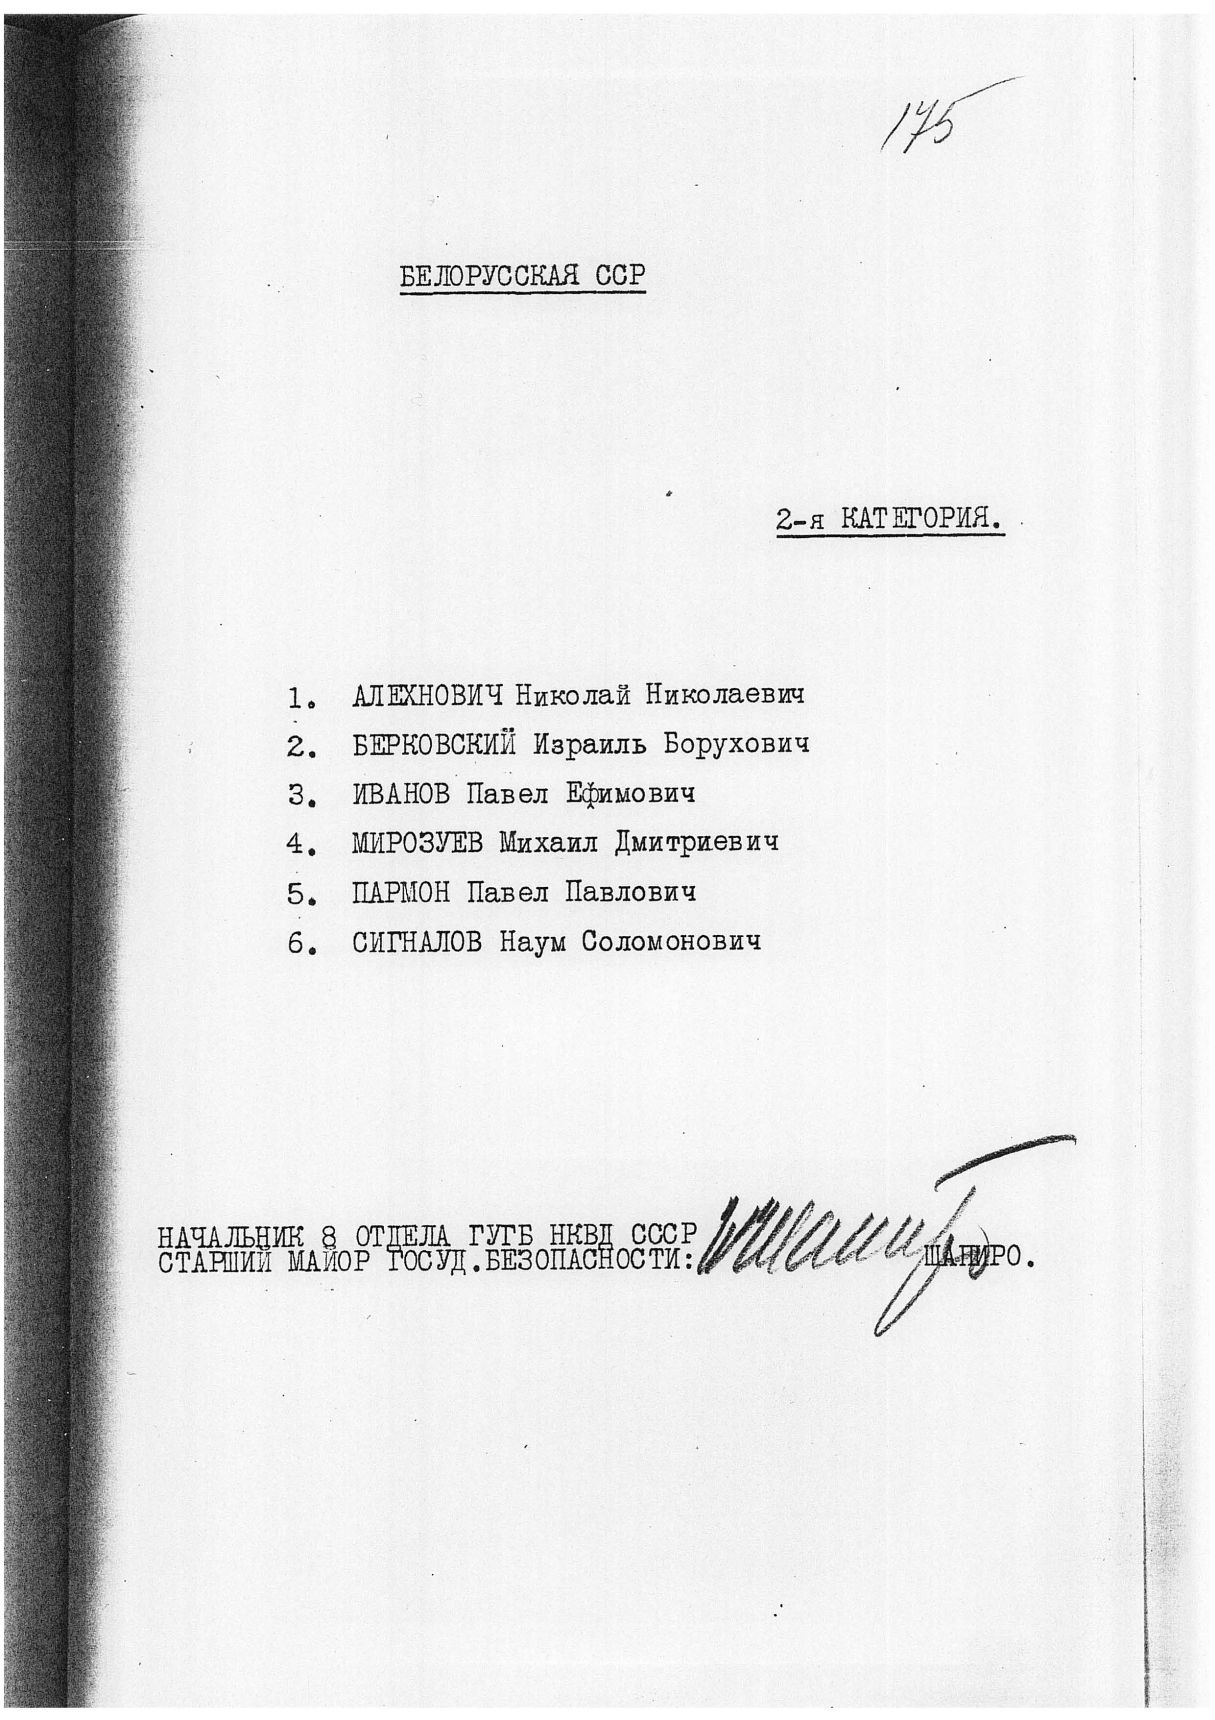 175
БЕЛОРУССКАЯ ССР
2-я КАТЕГОРИЯ.
1. АЛЕХНОВИЧ Николай Николаевич
2. БЕРКОВСКИЙ Израиль Борухович
3. ИВАНОВ Павел Ефимович
4. МИРОЗУЕВ Михаил Дмитриевич
5. ПАРМОН Павел Павлович
6. СИГНАЛОВ Наум Соломонович
НАЧАЛЬНИК 8 ОТДЕЛА ГУГБ НКВД СССР
СТАРШИЙ МАЙОР ГОСУД.БЕЗОПАСНОСТИ: ШАПИРО.